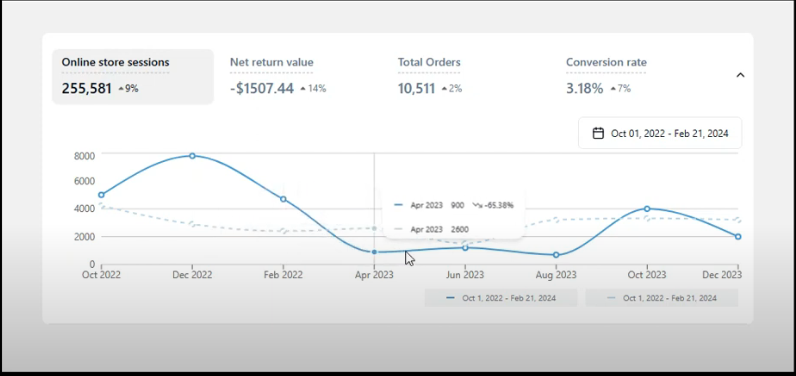 Online store sessions Net return value Total Orders Conversion rate
255,581 9% -$1507.44 14% 10,511 2% 3.18% 7%
Oct 01, 2022 - Feb 21, 2024
8000
6000
4000
2000
0
Apr 2023 900 -65.38%
Apr 2023 2600
Oct 2022 Dec 2022 Feb 2022 Apr 2023 Jun 2023 Aug 2023 Oct 2023 Dec 2023
Oct 1, 2022 - Feb 21, 2024 Oct 1, 2022 - Feb 21, 2024